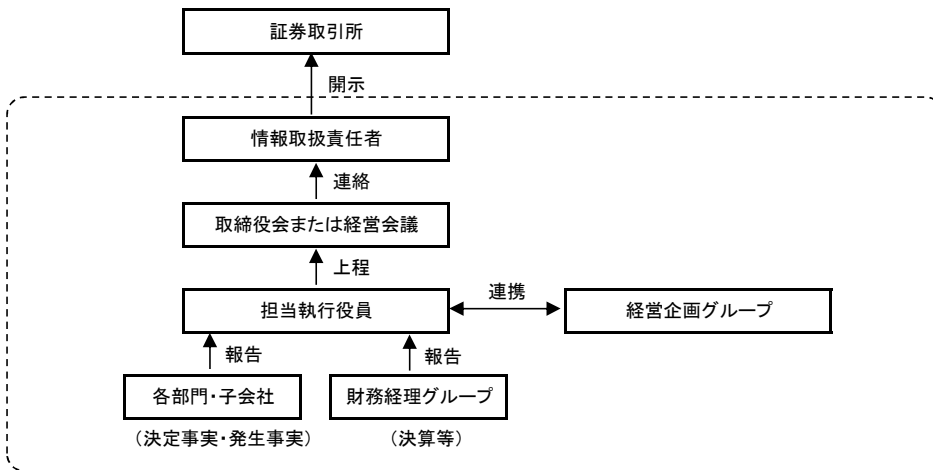 証券取引所
開示
情報取扱責任者
連絡
取締役会または経営会議
上程
担当執行役員
連携
経営企画グループ
報告
報告
各部門・子会社
財務経理グループ
（決定事実・発生事実）
（決算等）